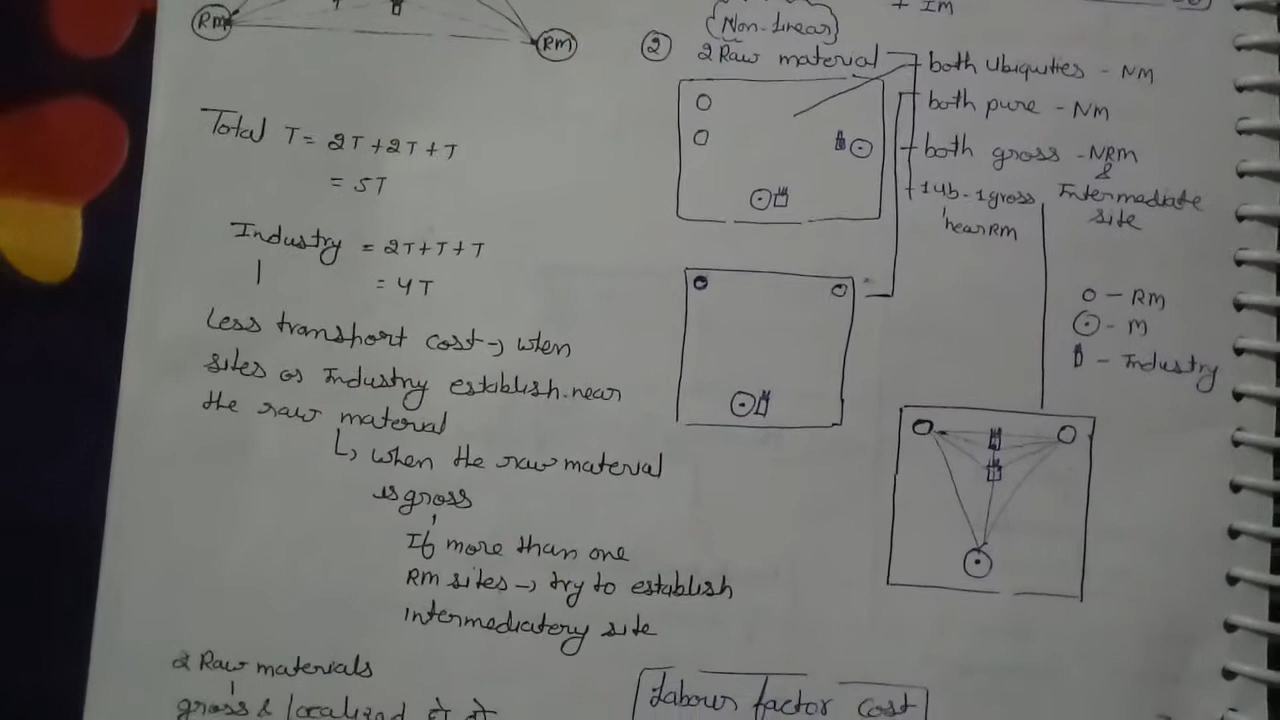 RM
RM
Total T = 2T + 2T + T
= 5T
Industry = 2T + T + T
= 4T
Less transport cost → when
sites or Industry establish near
the raw material
↳ when the raw material
is gross
If more than one
RM sites → try to establish
intermediatery site
2 Raw materials
gross & localized
+ IM
(Non-linear)
② 2 Raw material
both Ubiquties - NM
both pure - NM
both gross - NRM
&
Intermediate
site
1 ub - 1 gross
near RM
O - RM
⊙ - M
- Industry
Labour factor cost